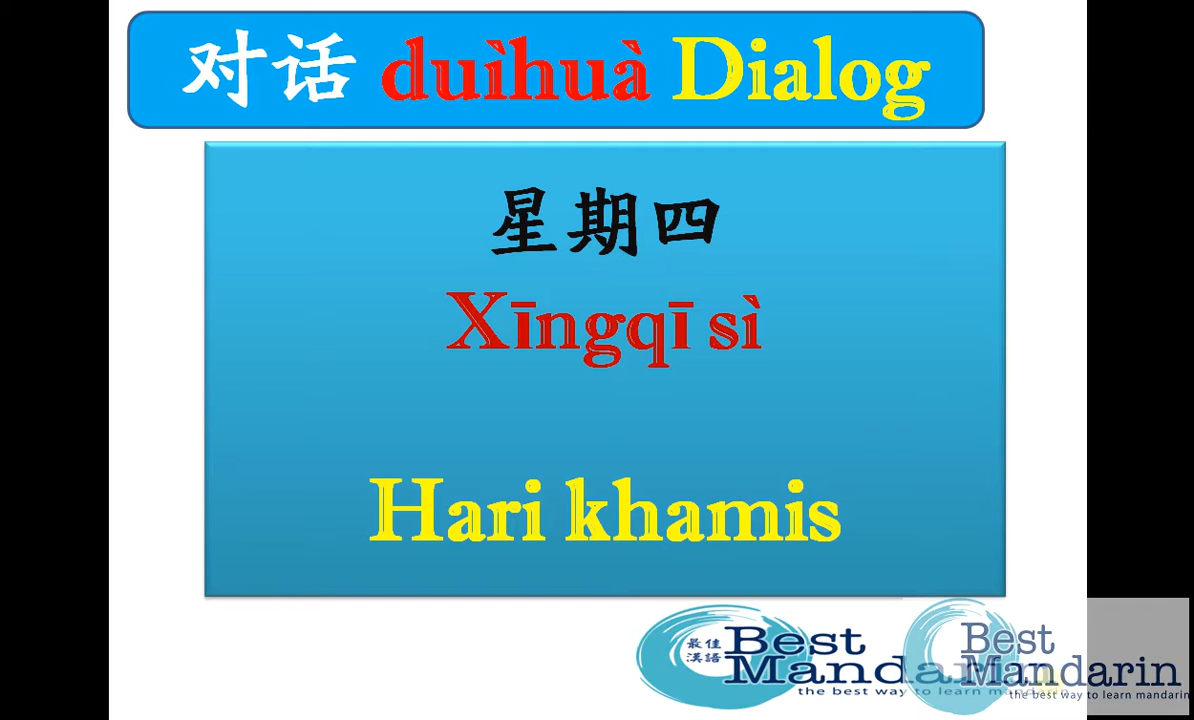 对话 duìhuà Dialog
星期四
Xīngqī sì
Hari khamis
最佳
漢語
Best
Mandarin
the best way to learn mandarin
Best
Mandarin
the best way to learn mandarin